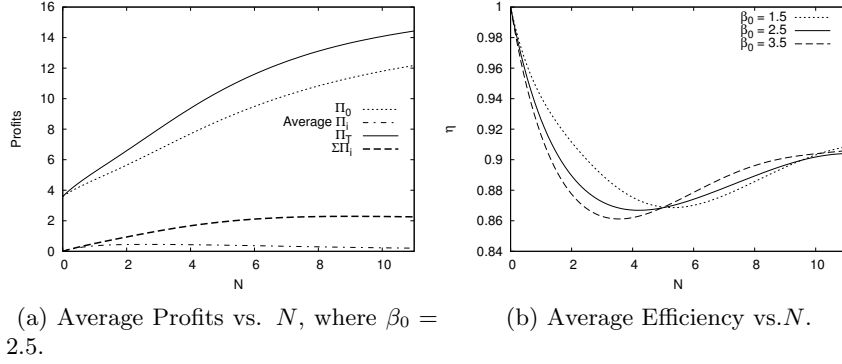 16
14
12
10
8
6
4
2
0
Profits
0 2 4 6 8 10
N
Π0
Average Πi
ΠT
ΣΠi
1
0.98
0.96
0.94
0.92
0.9
0.88
0.86
0.84
η
0 2 4 6 8 10
N
β0 = 1.5
β0 = 2.5
β0 = 3.5
(a) Average Profits vs. N, where β0 =
2.5.
(b) Average Efficiency vs.N.